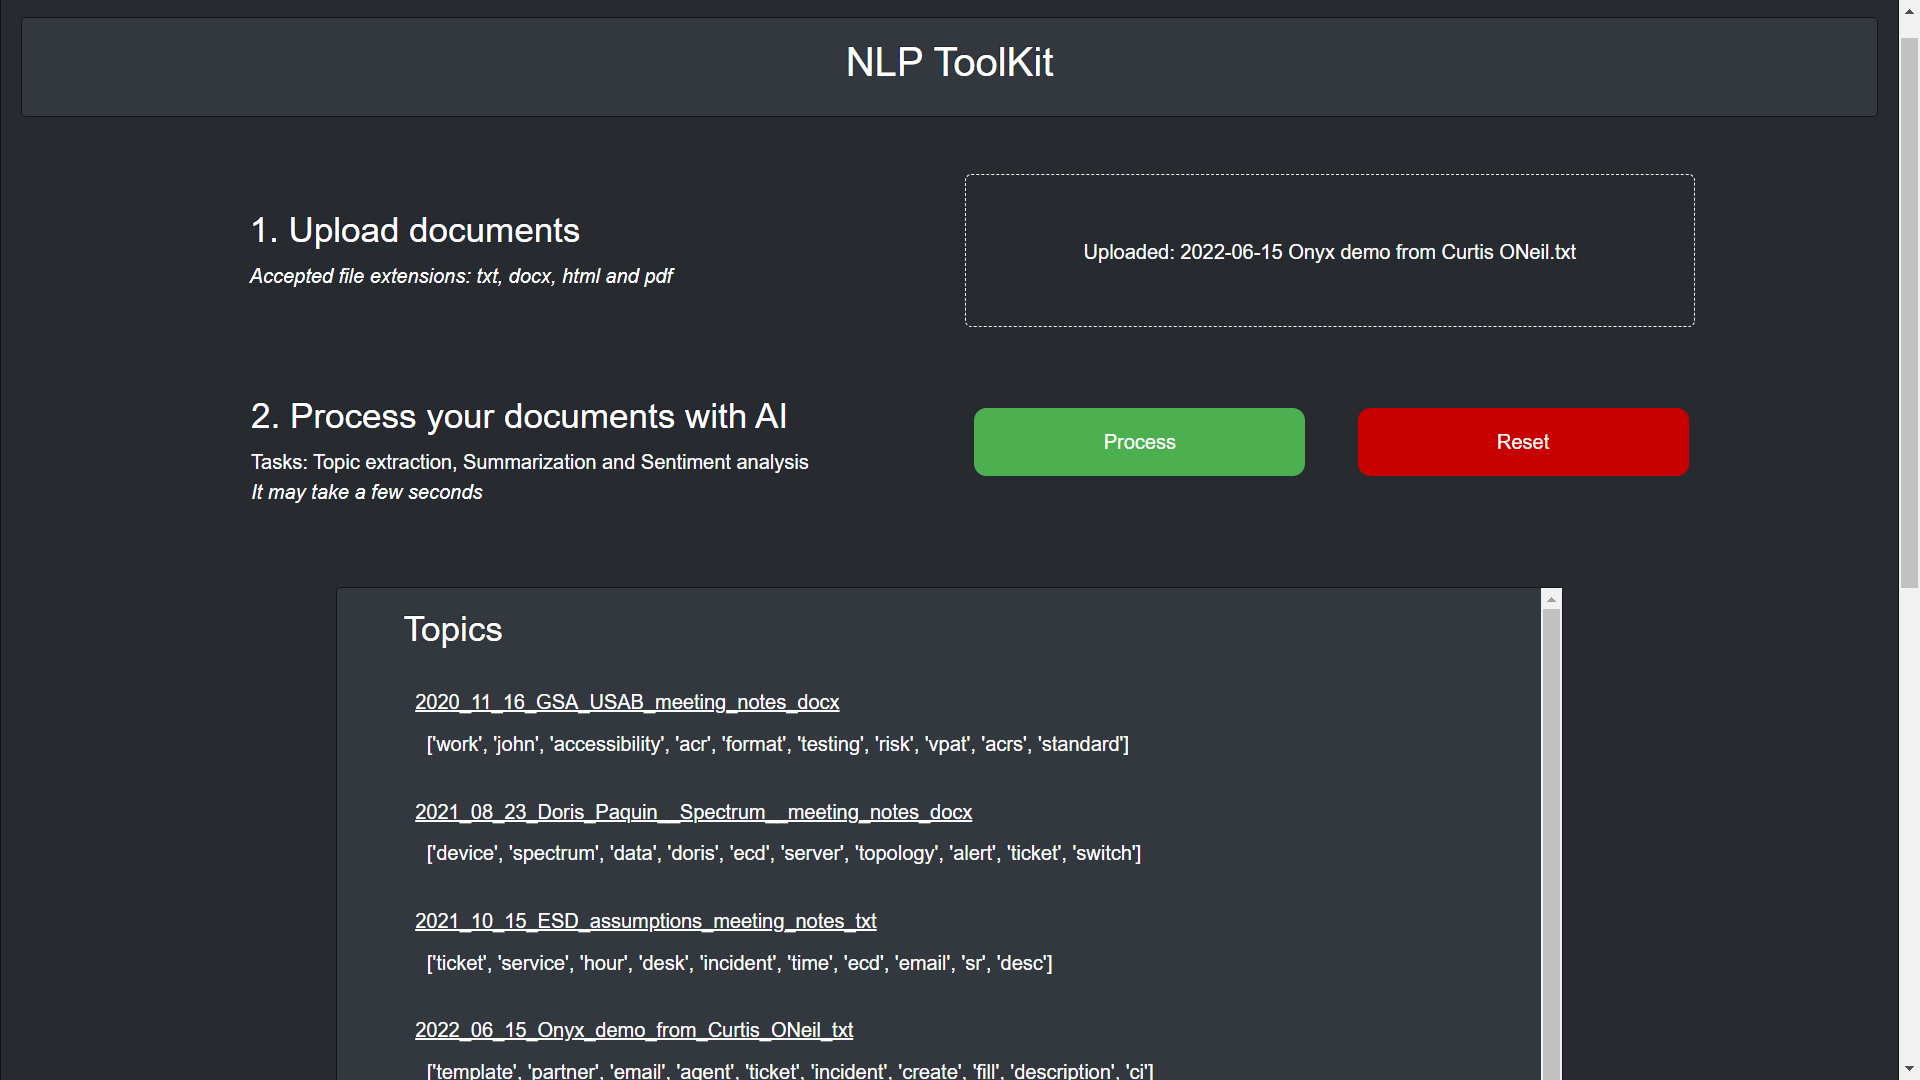 NLP ToolKit
1. Upload documents
Accepted file extensions: txt, docx, html and pdf
Uploaded: 2022-06-15 Onyx demo from Curtis ONeil.txt
2. Process your documents with AI
Tasks: Topic extraction, Summarization and Sentiment analysis
It may take a few seconds
Process
Reset
Topics
2020_11_16_GSA_USAB_meeting_notes_docx
['work', 'john', 'accessibility', 'acr', 'format', 'testing', 'risk', 'vpat', 'acrs', 'standard']
2021_08_23_Doris_Paquin__Spectrum__meeting_notes_docx
['device', 'spectrum', 'data', 'doris', 'ecd', 'server', 'topology', 'alert', 'ticket', 'switch']
2021_10_15_ESD_assumptions_meeting_notes_txt
['ticket', 'service', 'hour', 'desk', 'incident', 'time', 'ecd', 'email', 'sr', 'desc']
2022_06_15_Onyx_demo_from_Curtis_ONeil_txt
['template', 'partner', 'email', 'agent', 'ticket', 'incident', 'create', 'fill', 'description', 'ci']